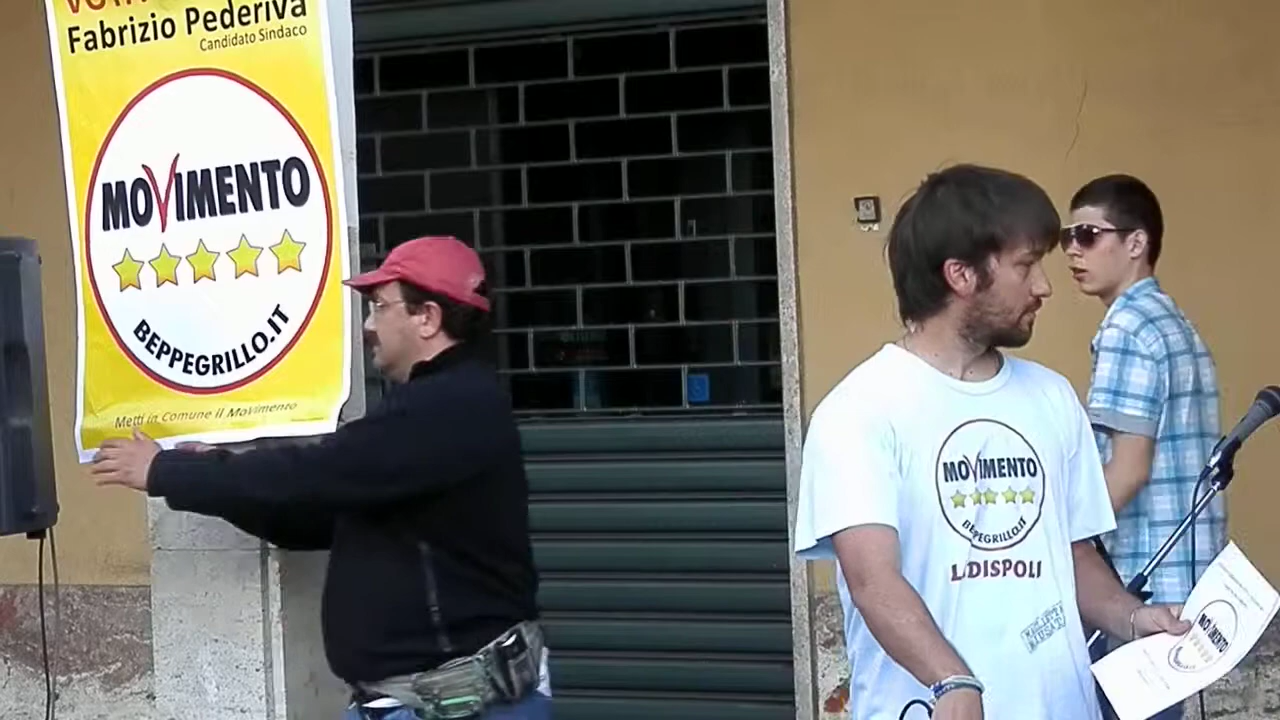 Fabrizio Pederiva
Candidato Sindaco
MOVIMENTO
BEPPEGRILLO.IT
Metti in Comune il MoVimento
MOVIMENTO
BEPPEGRILLO.IT
LADISPOLI
MOVIMENTO